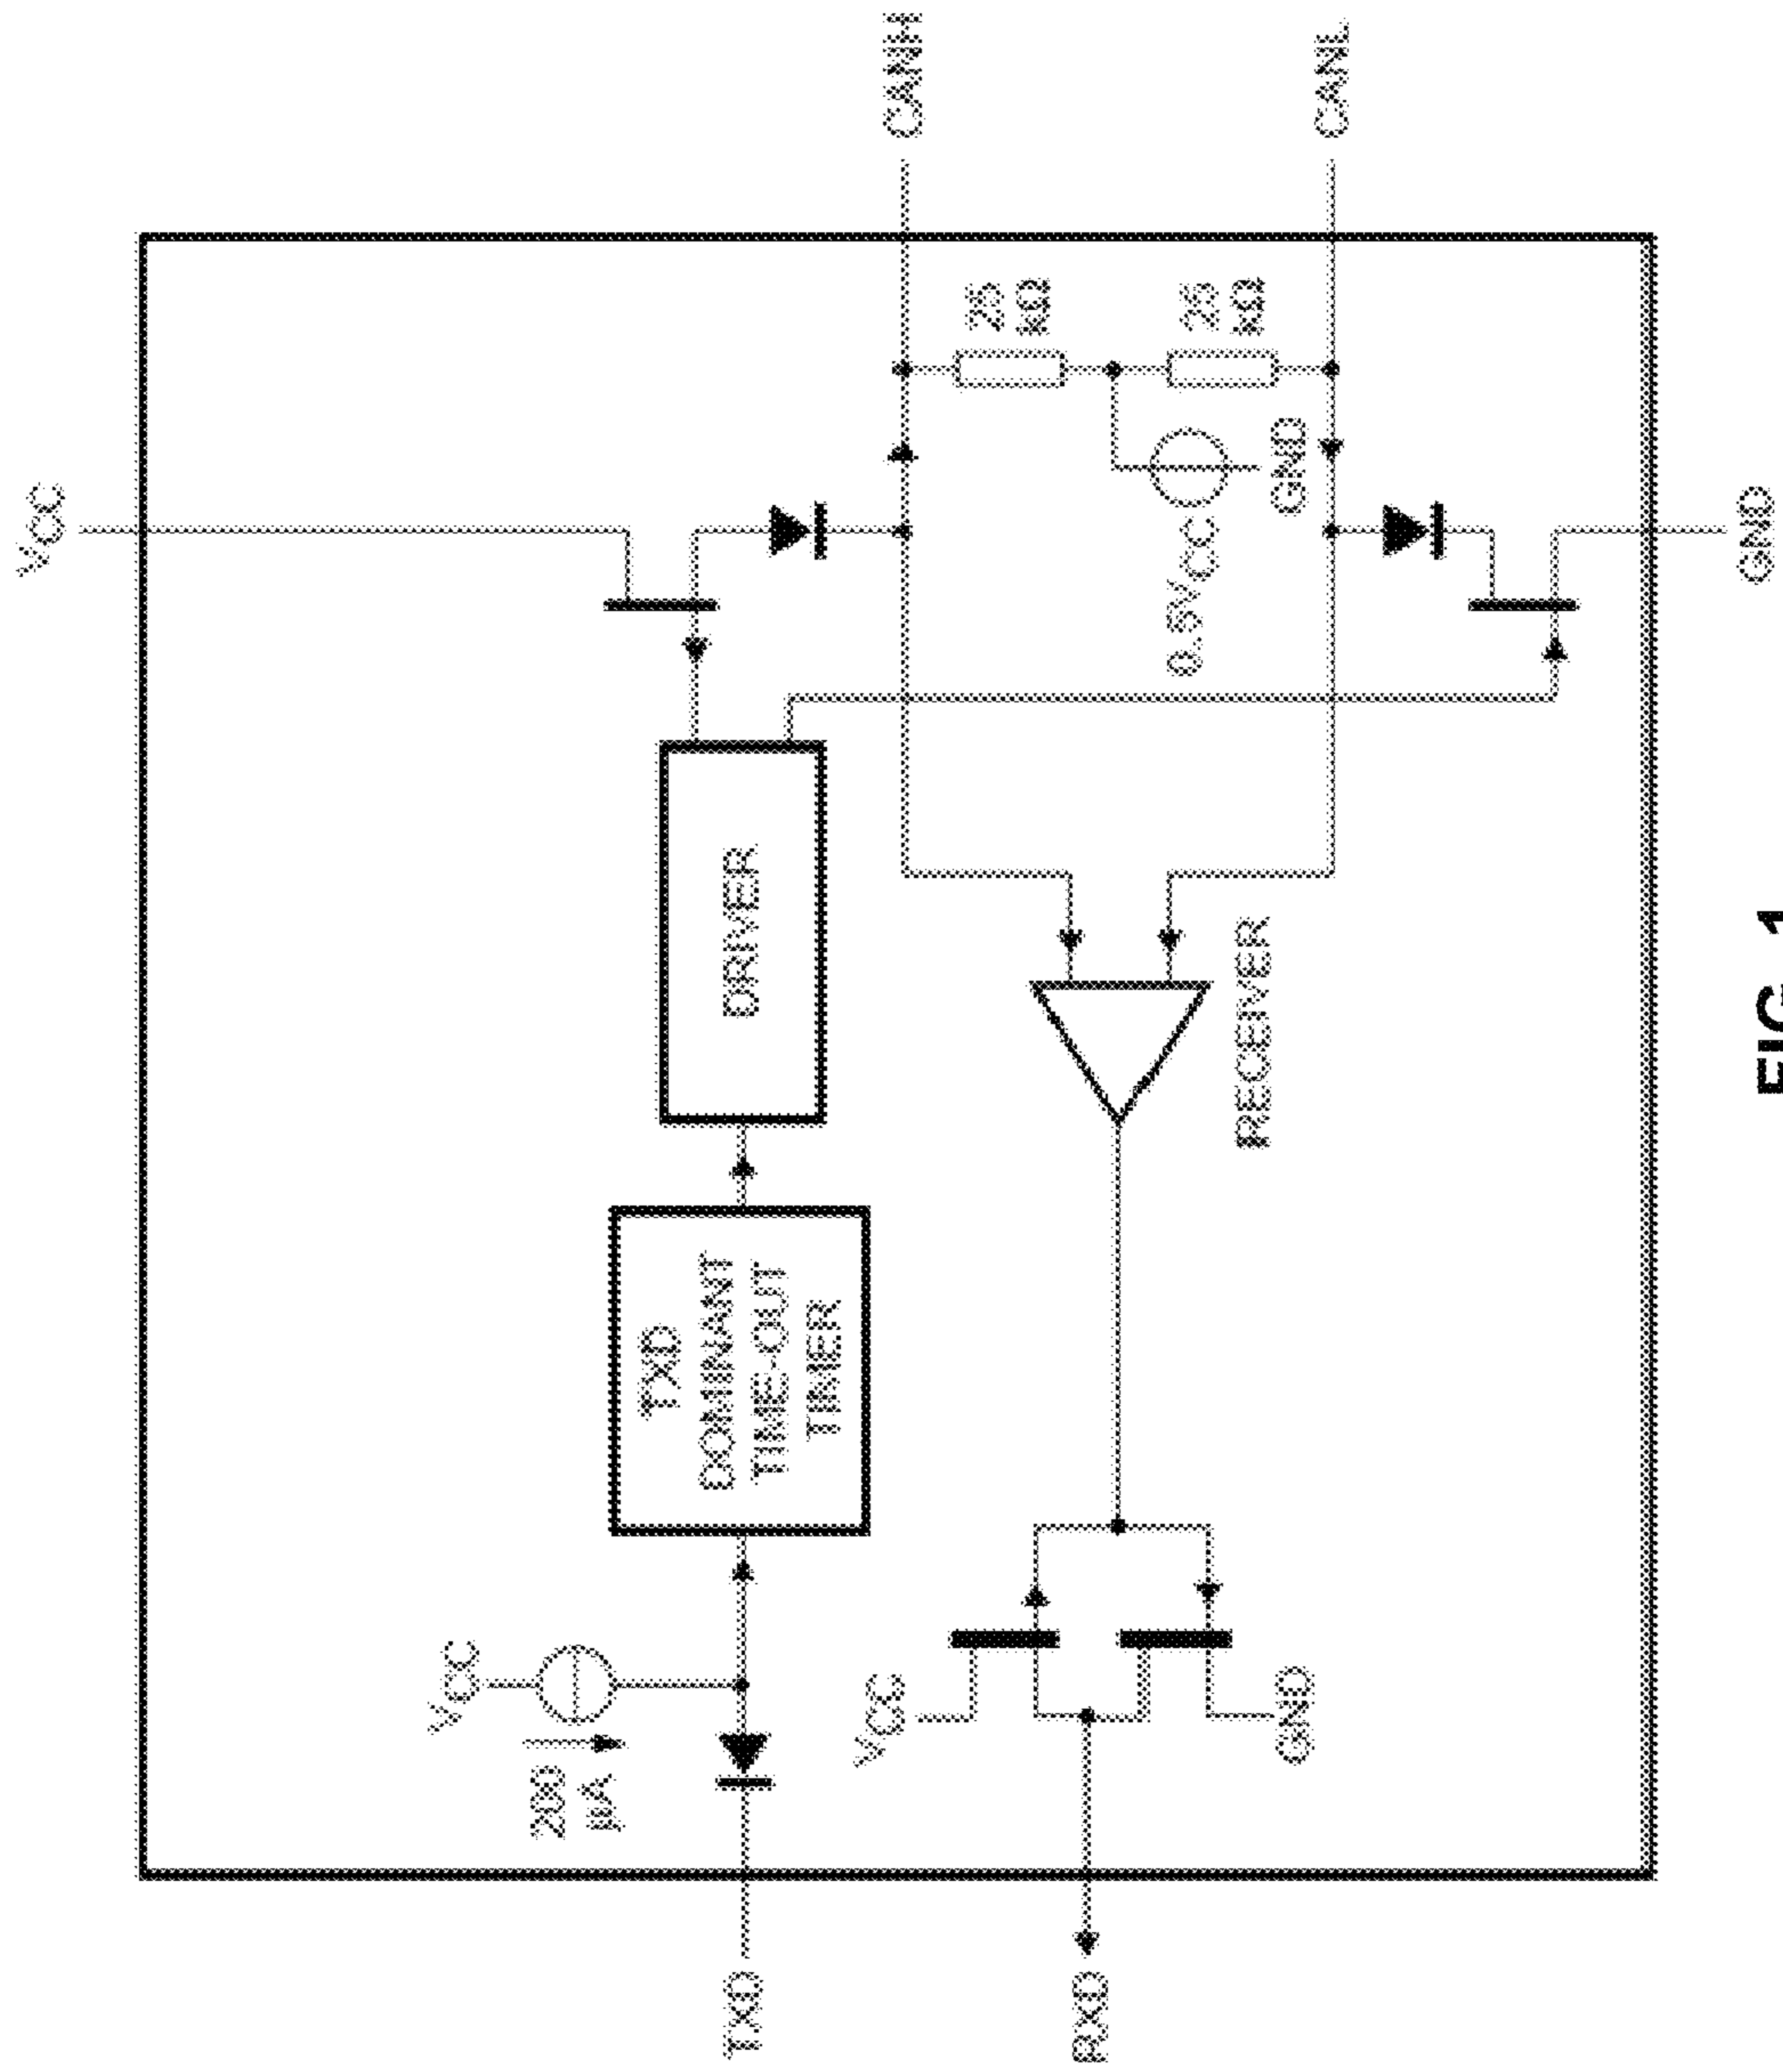 VCC
CANH
CANL
25
kΩ
25
kΩ
0.5VCC
GND
GND
DRIVER
RECEIVER
TXD
DOMINANT
TIME-OUT
TIMER
VCC
200
µA
VCC
GND
TXD
RXD
FIG. 1